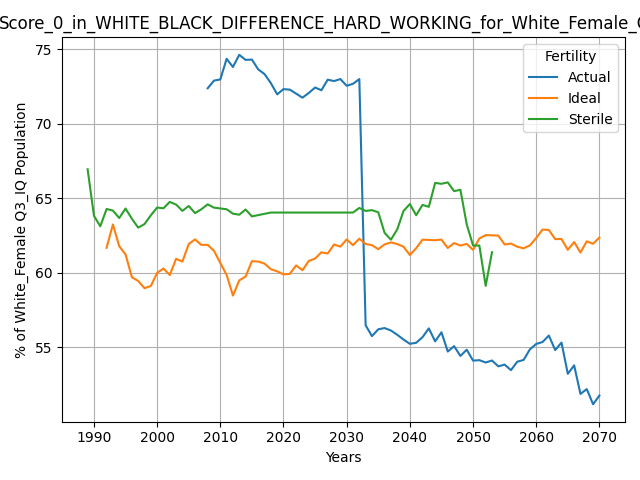 Score_0_in_WHITE_BLACK_DIFFERENCE_HARD_WORKING_for_White_Female_
Fertility
Actual
Ideal
Sterile
% of White_Female Q3_IQ Population
75
70
65
60
55
1990
2000
2010
2020
2030
2040
2050
2060
2070
Years